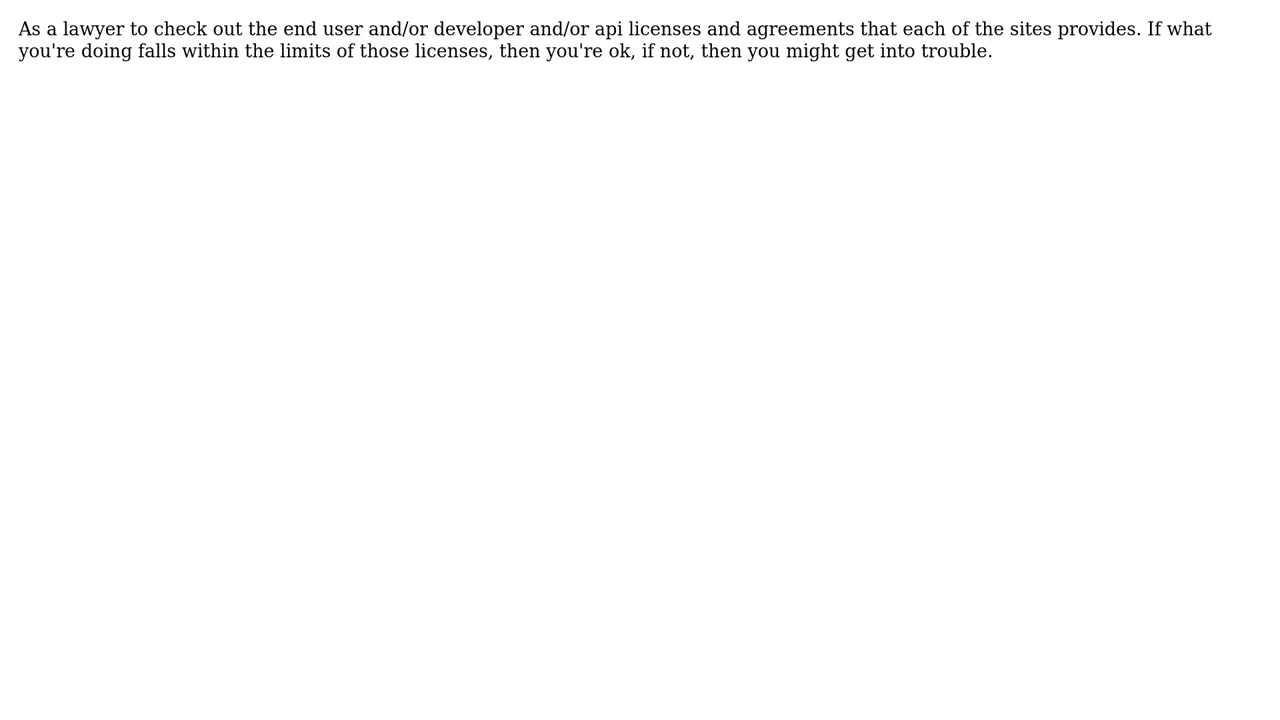 As a lawyer to check out the end user and/or developer and/or api licenses and agreements that each of the sites provides. If what
you're doing falls within the limits of those licenses, then you're ok, if not, then you might get into trouble.